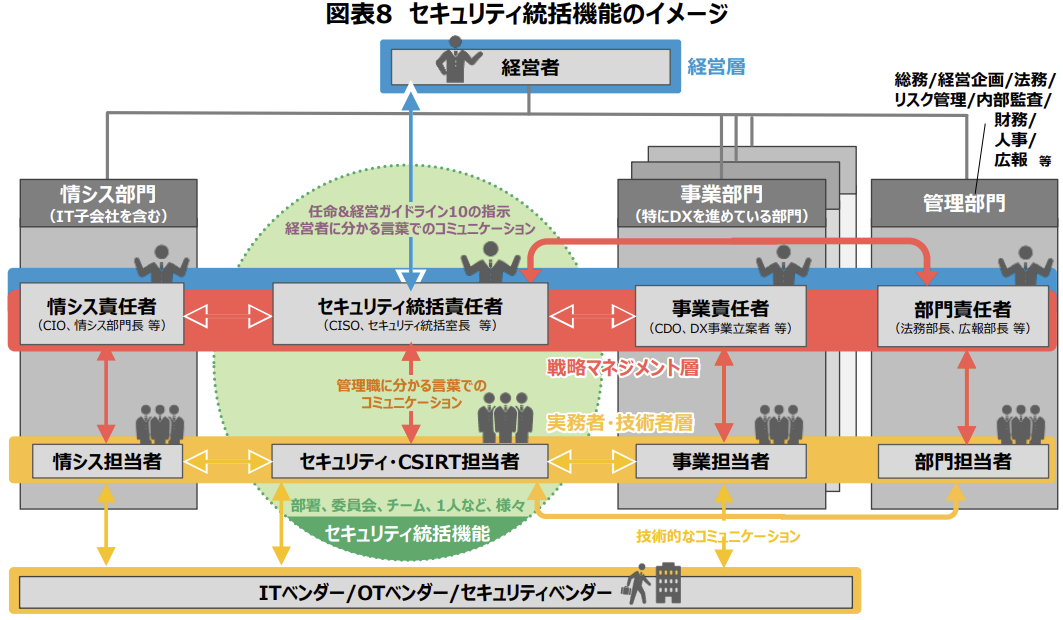 図表8 セキュリティ統括機能のイメージ
経営者
経営層
総務/経営企画/法務/
リスク管理/内部監査/
財務/
人事/
広報 等
情シス部門
(IT子会社を含む)
事業部門
(特にDXを進めている部門)
管理部門
任命&経営ガイドライン10の指示
経営者に分かる言葉でのコミュニケーション
情シス責任者
(CIO、情シス部門長 等)
セキュリティ統括責任者
(CISO、セキュリティ統括室長 等)
事業責任者
(CDO、DX事業立案者 等)
部門責任者
(法務部長、広報部長 等)
戦略マネジメント層
管理職に分かる言葉での
コミュニケーション
実務者・技術者層
情シス担当者
セキュリティ・CSIRT担当者
事業担当者
部門担当者
部署、委員会、チーム、1人など、様々
セキュリティ統括機能
技術的なコミュニケーション
ITベンダー/OTベンダー/セキュリティベンダー